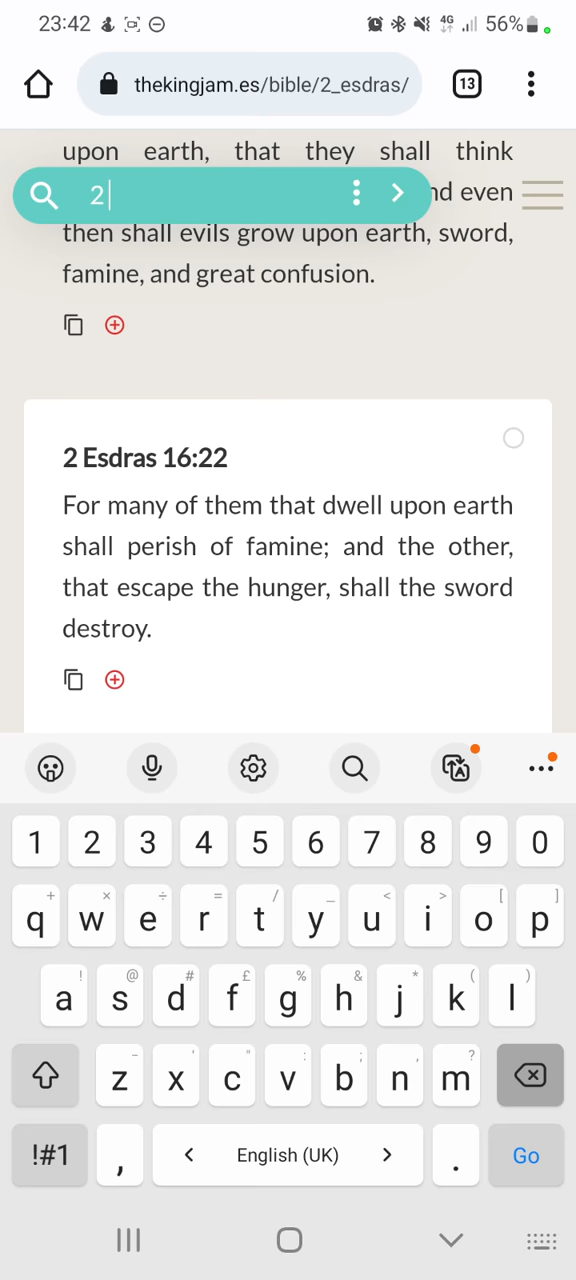 23:42 4G 56%
thekingjam.es/bible/2_esdras/ 13
upon earth, that they shall think
2 nd even
then shall evils grow upon earth, sword,
famine, and great confusion.
2 Esdras 16:22
For many of them that dwell upon earth
shall perish of famine; and the other,
that escape the hunger, shall the sword
destroy.
1 2 3 4 5 6 7 8 9 0
+ × ÷ = / _ < > [ ]
q w e r t y u i o p
! @ # £ % & * ( )
a s d f g h j k l
- ' " : ; , ?
z x c v b n m
!#1 , < English (UK) > . Go